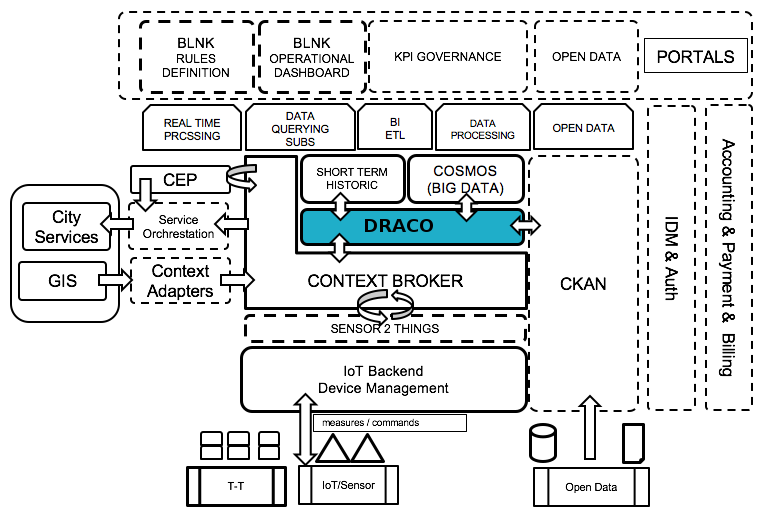 BLNK
RULES
DEFINITION
BLNK
OPERATIONAL
DASHBOARD
KPI GOVERNANCE
OPEN DATA
PORTALS
REAL TIME
PRCSSING
DATA
QUERYING
SUBS
BI
ETL
DATA
PROCESSING
OPEN DATA
CEP
SHORT TERM
HISTORIC
COSMOS
(BIG DATA)
City
Services
Service
Orchrestation
DRACO
GIS
Context
Adapters
CONTEXT BROKER
CKAN
IDM & Auth
Accounting & Payment & Billing
SENSOR 2 THINGS
IoT Backend
Device Management
measures / commands
T-T
IoT/Sensor
Open Data